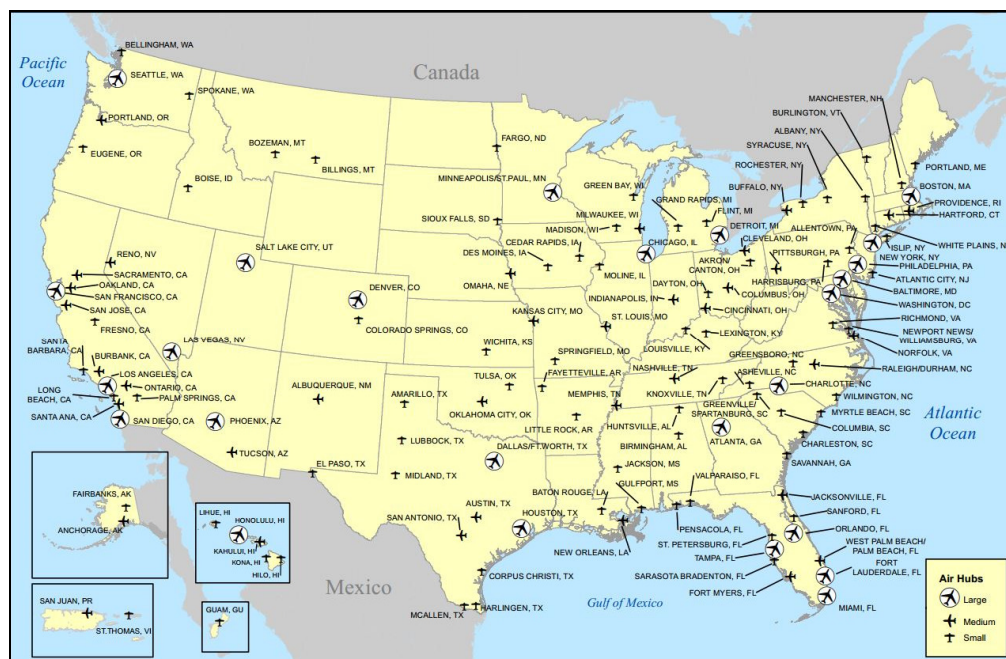 Pacific
Ocean
Canada
Mexico
Gulf of Mexico
Atlantic
Ocean
BELLINGHAM, WA
SEATTLE, WA
SPOKANE, WA
PORTLAND, OR
EUGENE, OR
BOISE, ID
BOZEMAN, MT
BILLINGS, MT
FARGO, ND
MINNEAPOLIS/ST.PAUL, MN
SIOUX FALLS, SD
GREEN BAY, WI
MILWAUKEE, WI
MADISON, WI
GRAND RAPIDS, MI
FLINT, MI
DETROIT, MI
CHICAGO, IL
CEDAR RAPIDS, IA
DES MOINES, IA
MOLINE, IL
OMAHA, NE
RENO, NV
SACRAMENTO, CA
OAKLAND, CA
SAN FRANCISCO, CA
SAN JOSE, CA
FRESNO, CA
SANTA
BARBARA, CA
BURBANK, CA
LOS ANGELES, CA
ONTARIO, CA
LONG
BEACH, CA
PALM SPRINGS, CA
SANTA ANA, CA
SAN DIEGO, CA
LAS VEGAS, NV
SALT LAKE CITY, UT
DENVER, CO
COLORADO SPRINGS, CO
PHOENIX, AZ
TUCSON, AZ
ALBUQUERQUE, NM
EL PASO, TX
AMARILLO, TX
LUBBOCK, TX
MIDLAND, TX
DALLAS/FT.WORTH, TX
AUSTIN, TX
SAN ANTONIO, TX
HOUSTON, TX
CORPUS CHRISTI, TX
MCALLEN, TX
HARLINGEN, TX
WICHITA, KS
TULSA, OK
OKLAHOMA CITY, OK
KANSAS CITY, MO
ST. LOUIS, MO
SPRINGFIELD, MO
FAYETTEVILLE, AR
LITTLE ROCK, AR
MEMPHIS, TN
NASHVILLE, TN
KNOXVILLE, TN
LOUISVILLE, KY
LEXINGTON, KY
INDIANAPOLIS, IN
DAYTON, OH
CINCINNATI, OH
COLUMBUS, OH
AKRON/
CANTON, OH
CLEVELAND, OH
PITTSBURGH, PA
HARRISBURG, PA
ALLENTOWN, PA
PHILADELPHIA, PA
BUFFALO, NY
ROCHESTER, NY
SYRACUSE, NY
ALBANY, NY
BURLINGTON, VT
MANCHESTER, NH
PORTLAND, ME
BOSTON, MA
PROVIDENCE, RI
HARTFORD, CT
WHITE PLAINS, N
ISLIP, NY
NEW YORK, NY
ATLANTIC CITY, NJ
BALTIMORE, MD
WASHINGTON, DC
RICHMOND, VA
NEWPORT NEWS/
WILLIAMSBURG, VA
NORFOLK, VA
RALEIGH/DURHAM, NC
GREENSBORO, NC
ASHEVILLE, NC
CHARLOTTE, NC
WILMINGTON, NC
MYRTLE BEACH, SC
COLUMBIA, SC
CHARLESTON, SC
GREENVILLE/
SPARTANBURG, SC
SAVANNAH, GA
ATLANTA, GA
HUNTSVILLE, AL
BIRMINGHAM, AL
JACKSON, MS
GULFPORT, MS
BATON ROUGE, LA
NEW ORLEANS, LA
VALPARAISO, FL
PENSACOLA, FL
JACKSONVILLE, FL
SANFORD, FL
ORLANDO, FL
ST. PETERSBURG, FL
TAMPA, FL
SARASOTA BRADENTON, FL
FORT MYERS, FL
WEST PALM BEACH/
PALM BEACH, FL
FORT
LAUDERDALE, FL
MIAMI, FL
FAIRBANKS, AK
ANCHORAGE, AK
LIHUE, HI
HONOLULU, HI
KAHULUI, HI
KONA, HI
HILO, HI
SAN JUAN, PR
ST.THOMAS, VI
GUAM, GU
Air Hubs
Large
Medium
Small